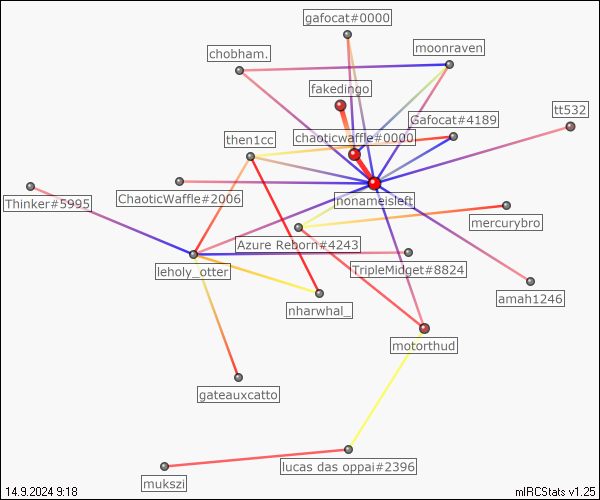 gafocat#0000
moonraven
chobham.
fakedingo
Gafocat#4189
tt532
chaoticwaffle#0000
then1cc
ChaoticWaffle#2006
Thinker#5995
nonameisleft
mercurybro
Azure Reborn#4243
leholy_otter
TripleMidget#8824
amah1246
nharwhal_
motorthud
gateauxcatto
lucas das oppai#2396
mukszi
14.9.2024 9:18
mIRCStats v1.25